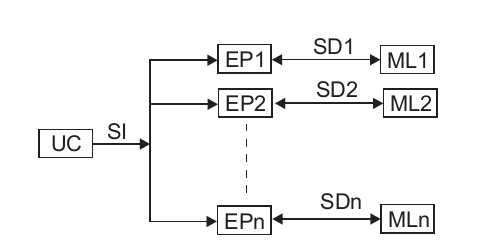 EP1 SD1 ML1
EP2 SD2 ML2
UC SI
EPn SDn MLn